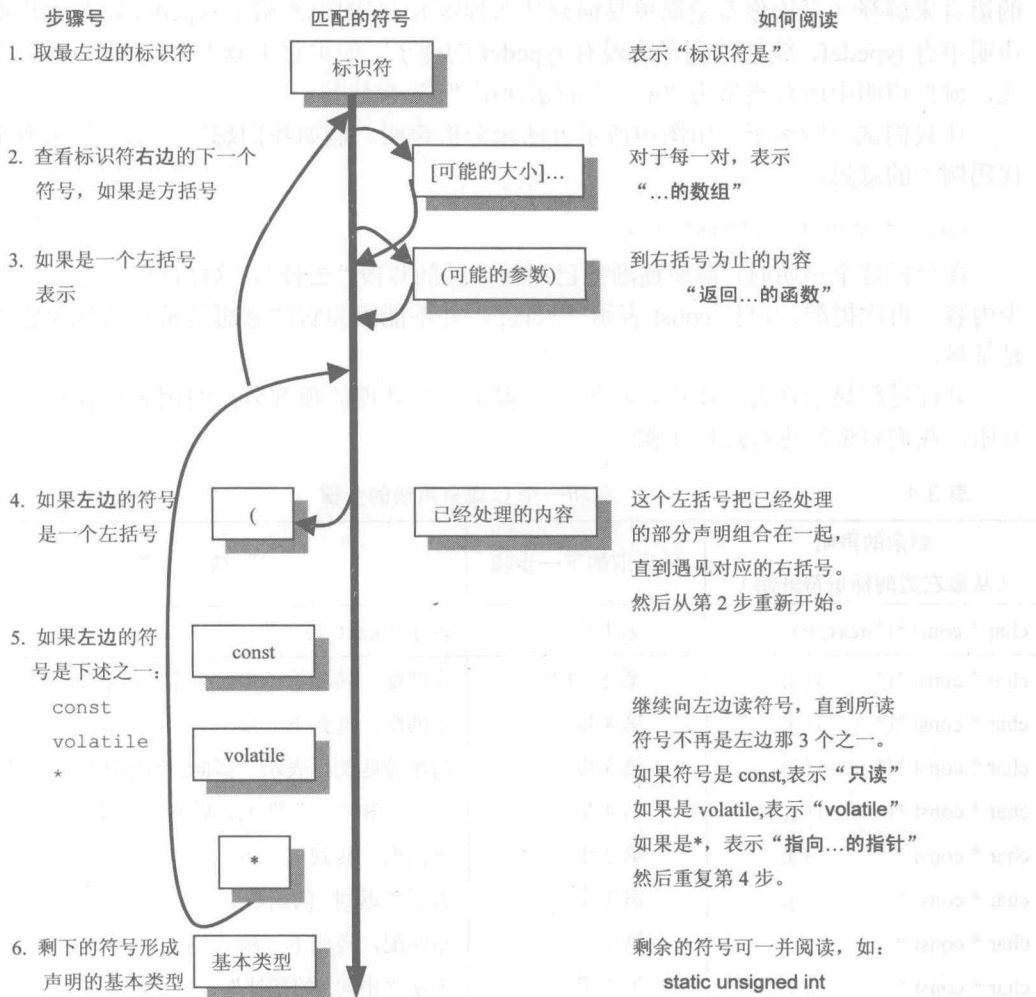 步骤号 匹配的符号 如何阅读
1. 取最左边的标识符 标识符 表示“标识符是”
2. 查看标识符右边的下一个
符号，如果是方括号
[可能的大小]…
对于每一对，表示
“…的数组”
3. 如果是一个左括号
表示
(可能的参数)
到右括号为止的内容
“返回…的函数”
4. 如果左边的符号
是一个左括号
(
已经处理的内容
这个左括号把已经处理
的部分声明组合在一起，
直到遇见对应的右括号。
然后从第 2 步重新开始。
5. 如果左边的符
号是下述之一：
const
volatile
*
const
volatile
*
继续向左边读符号，直到所读
符号不再是左边那 3 个之一。
如果符号是 const,表示“只读”
如果是 volatile,表示“volatile”
如果是*，表示“指向…的指针”
然后重复第 4 步。
6. 剩下的符号形成
声明的基本类型
基本类型
剩余的符号可一并阅读，如：
static unsigned int